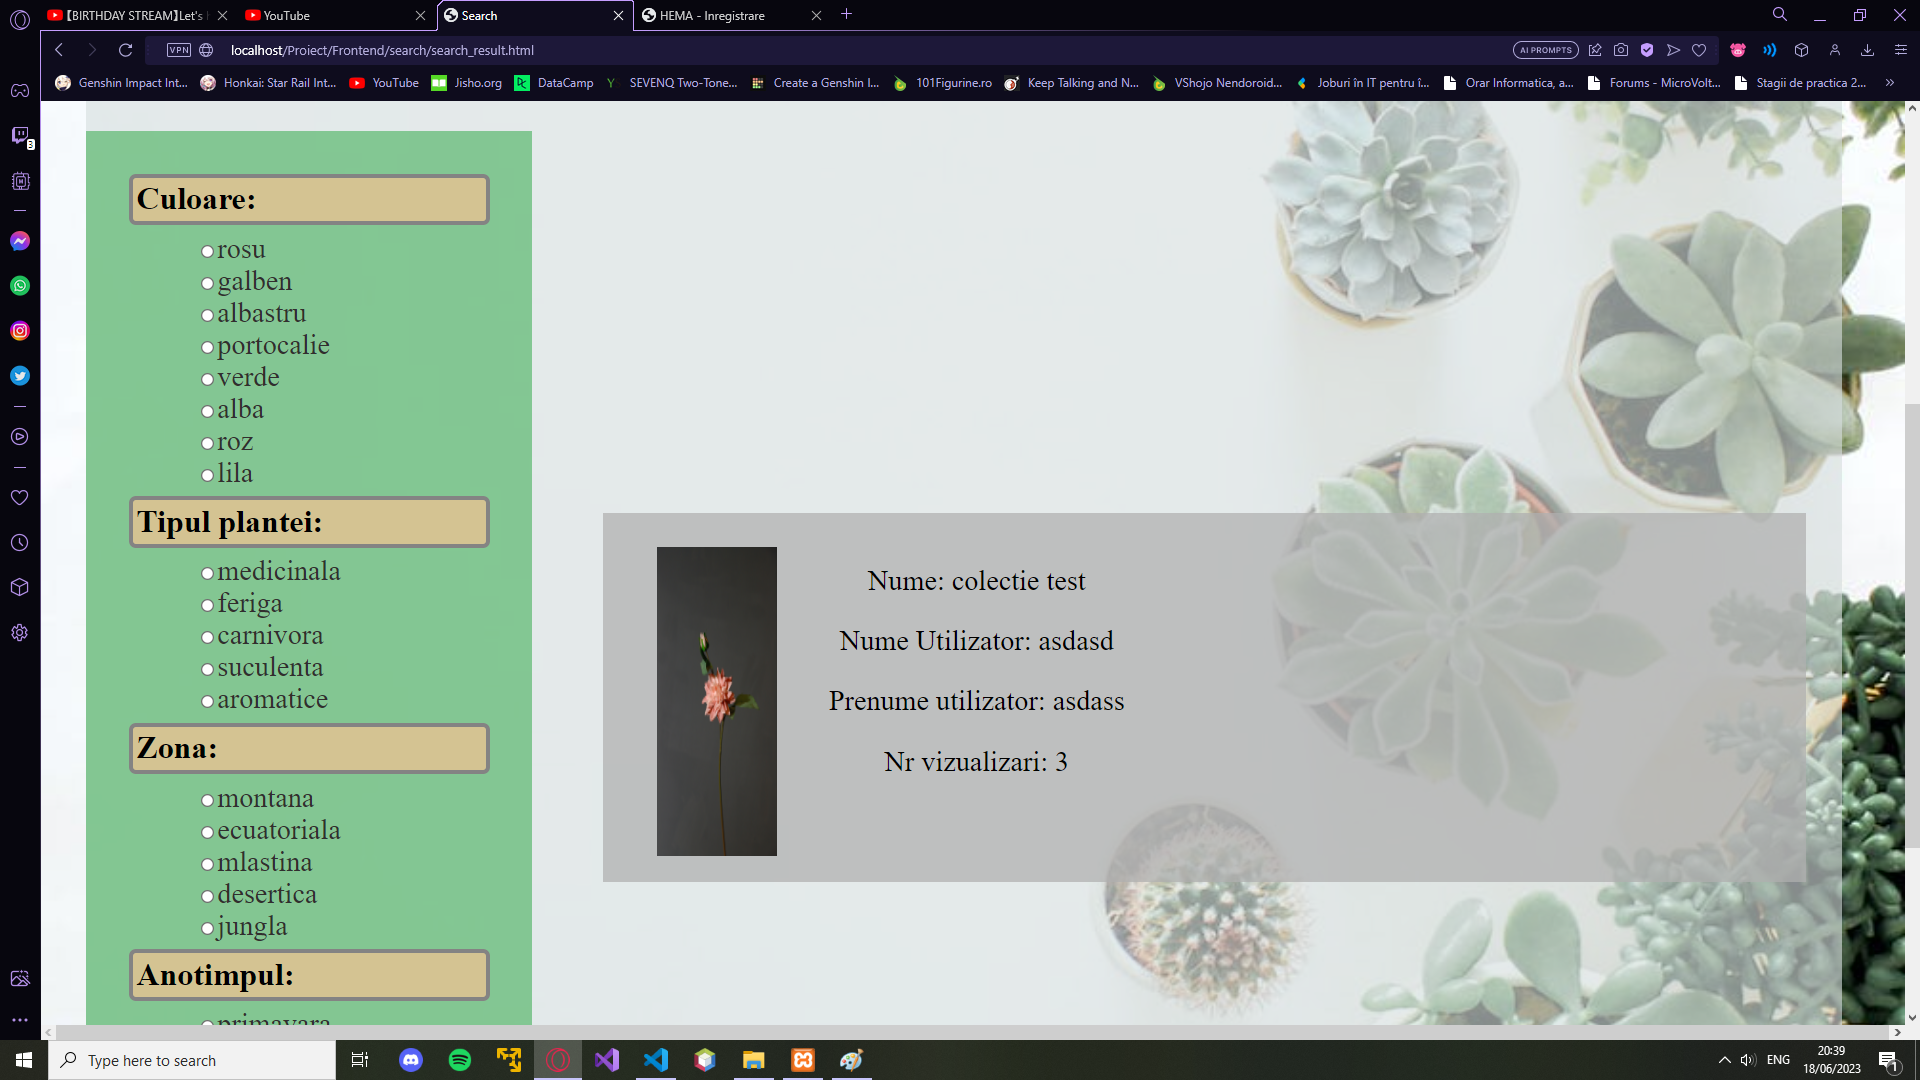 【BIRTHDAY STREAM】Let's
YouTube
Search
HEMA - Inregistrare
VPN
localhost/Proiect/Frontend/search/search_result.html
AI PROMPTS
Genshin Impact Int...
Honkai: Star Rail Int...
YouTube
Jisho.org
DataCamp
SEVENQ Two-Tone...
Create a Genshin I...
101Figurine.ro
Keep Talking and N...
VShojo Nendoroid...
Joburi în IT pentru î...
Orar Informatica, a...
Forums - MicroVolt...
Stagii de practica 2...
3
Culoare:
rosu
galben
albastru
portocalie
verde
alba
roz
lila
Tipul plantei:
medicinala
feriga
carnivora
suculenta
aromatice
Zona:
montana
ecuatoriala
mlastina
desertica
jungla
Anotimpul:
primavara
Nume: colectie test
Nume Utilizator: asdasd
Prenume utilizator: asdass
Nr vizualizari: 3
Type here to search
ENG
20:39
18/06/2023
1